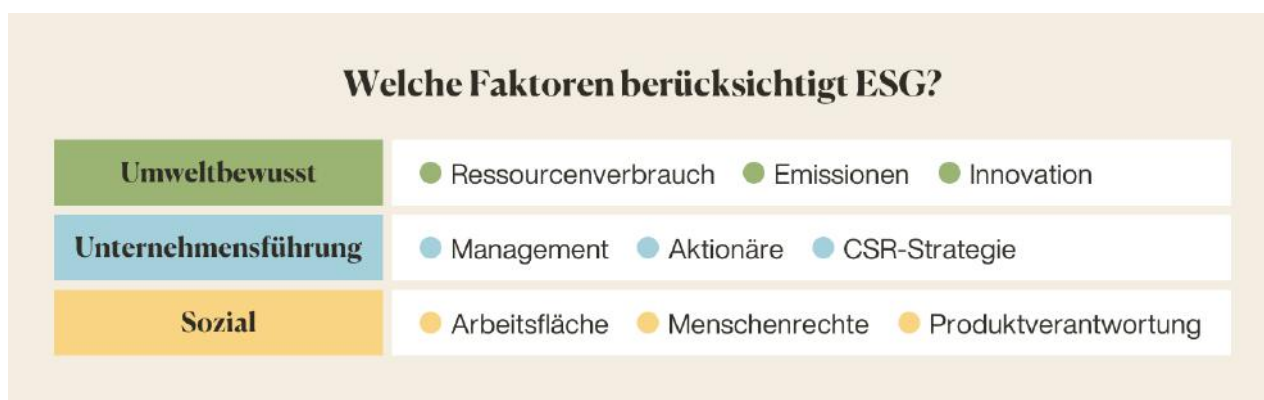 Welche Faktoren berücksichtigt ESG?
Umweltbewusst
Ressourcenverbrauch Emissionen Innovation
Unternehmensführung
Management Aktionäre CSR-Strategie
Sozial
Arbeitsfläche Menschenrechte Produktverantwortung